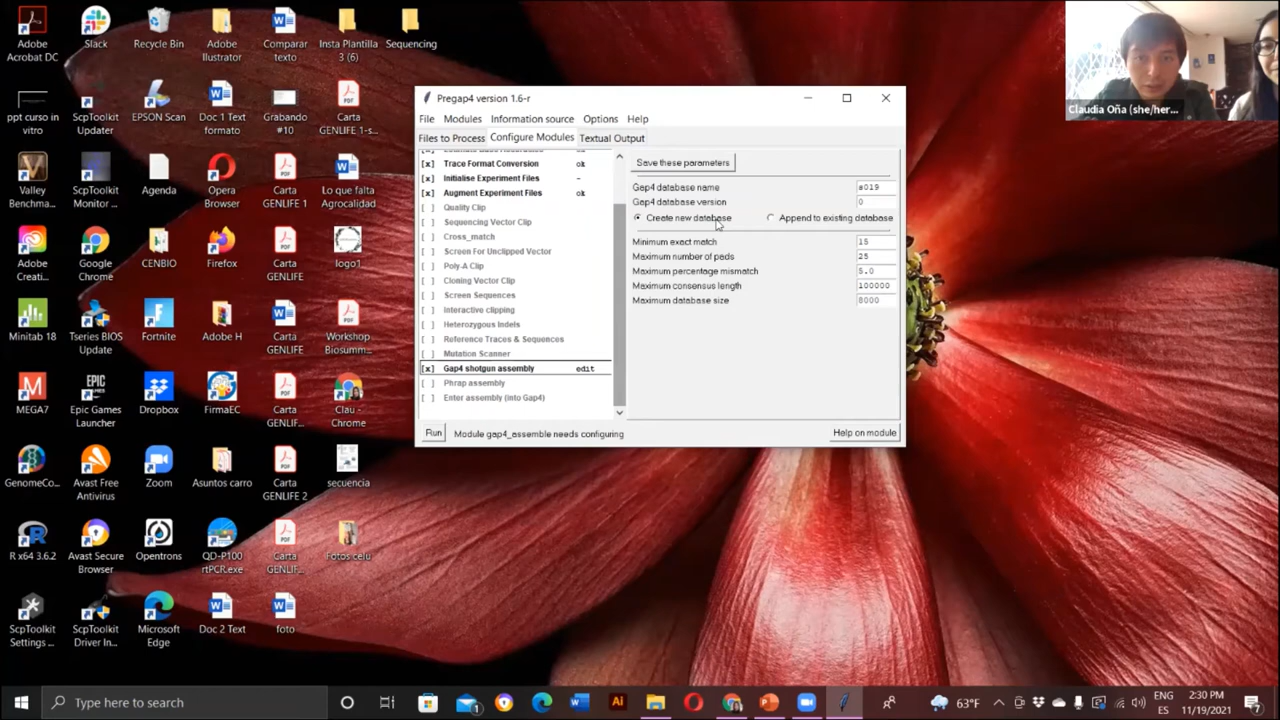 Adobe
Acrobat DC
Slack
Recycle Bin
Adobe
Ilustrator
Comparar
texto
Insta Plantilla
3 (6)
Sequencing
ppt curso in
vitro
ScpToolkit
Updater
EPSON Scan
Doc 1 Text
formato
Grabando
#10
Carta
GENLIFE 1-s...
Valley
Benchma...
ScpToolkit
Monitor ...
Agenda
Opera
Browser
Carta
GENLIFE 1
Lo que falta
Agrocalidad
Adobe
Creati...
Google
Chrome
CENBIO
Firefox
Carta
GENLIFE
logo1
Minitab 18
Tseries BIOS
Update
Fortnite
Adobe H
Carta
GENLIFE
Workshop
Biosumm...
MEGA7
Epic Games
Launcher
Dropbox
FirmaEC
Carta
GENLIF...
Clau -
Chrome
GenomeCo...
Avast Free
Antivirus
Zoom
Asuntos carro
Carta
GENLIFE 2
secuencia
R x64 3.6.2
Avast Secure
Browser
Opentrons
QD-P100
rtPCR.exe
Carta
GENLIF...
Fotos celu
ScpToolkit
Settings ...
ScpToolkit
Driver In...
Microsoft
Edge
Doc 2 Text
foto
Pregap4 version 1.6-r
File Modules Information source Options Help
Files to Process Configure Modules Textual Output
[x] Trace Format Conversion ok
[x] Initialise Experiment Files -
[x] Augment Experiment Files ok
[ ] Quality Clip
[ ] Sequencing Vector Clip
[ ] Cross_match
[ ] Screen For Unclipped Vector
[ ] Poly-A Clip
[ ] Cloning Vector Clip
[ ] Screen Sequences
[ ] Interactive clipping
[ ] Heterozygous Indels
[ ] Reference Traces & Sequences
[ ] Mutation Scanner
[x] Gap4 shotgun assembly edit
[ ] Phrap assembly
[ ] Enter assembly (into Gap4)
Save these parameters
Gap4 database name a019
Gap4 database version 0
Create new database Append to existing database
Minimum exact match 15
Maximum number of pads 25
Maximum percentage mismatch 5.0
Maximum consensus length 100000
Maximum database size 8000
Run Module gap4_assemble needs configuring Help on module
Claudia Oña (she/her...
Type here to search
63°F
ENG
ES
2:30 PM
11/19/2021